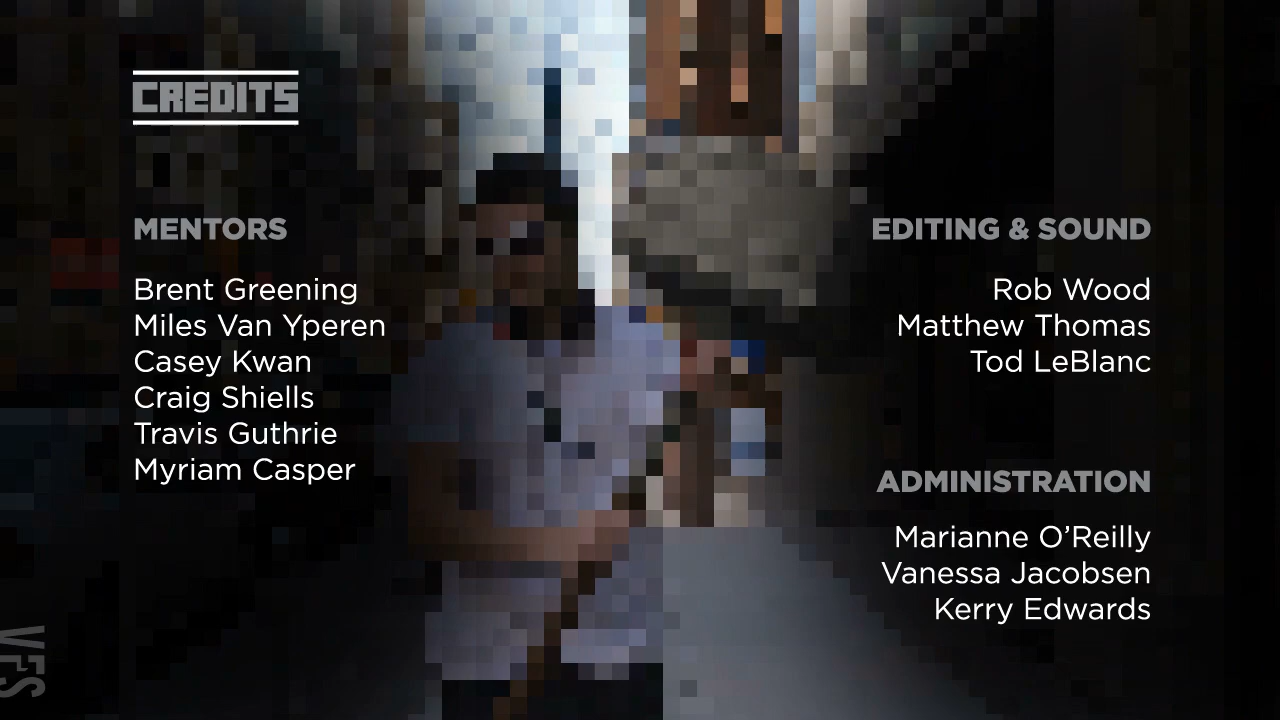 CREDITS
MENTORS
Brent Greening
Miles Van Yperen
Casey Kwan
Craig Shiells
Travis Guthrie
Myriam Casper
EDITING & SOUND
Rob Wood
Matthew Thomas
Tod LeBlanc
ADMINISTRATION
Marianne O’Reilly
Vanessa Jacobsen
Kerry Edwards
VFS